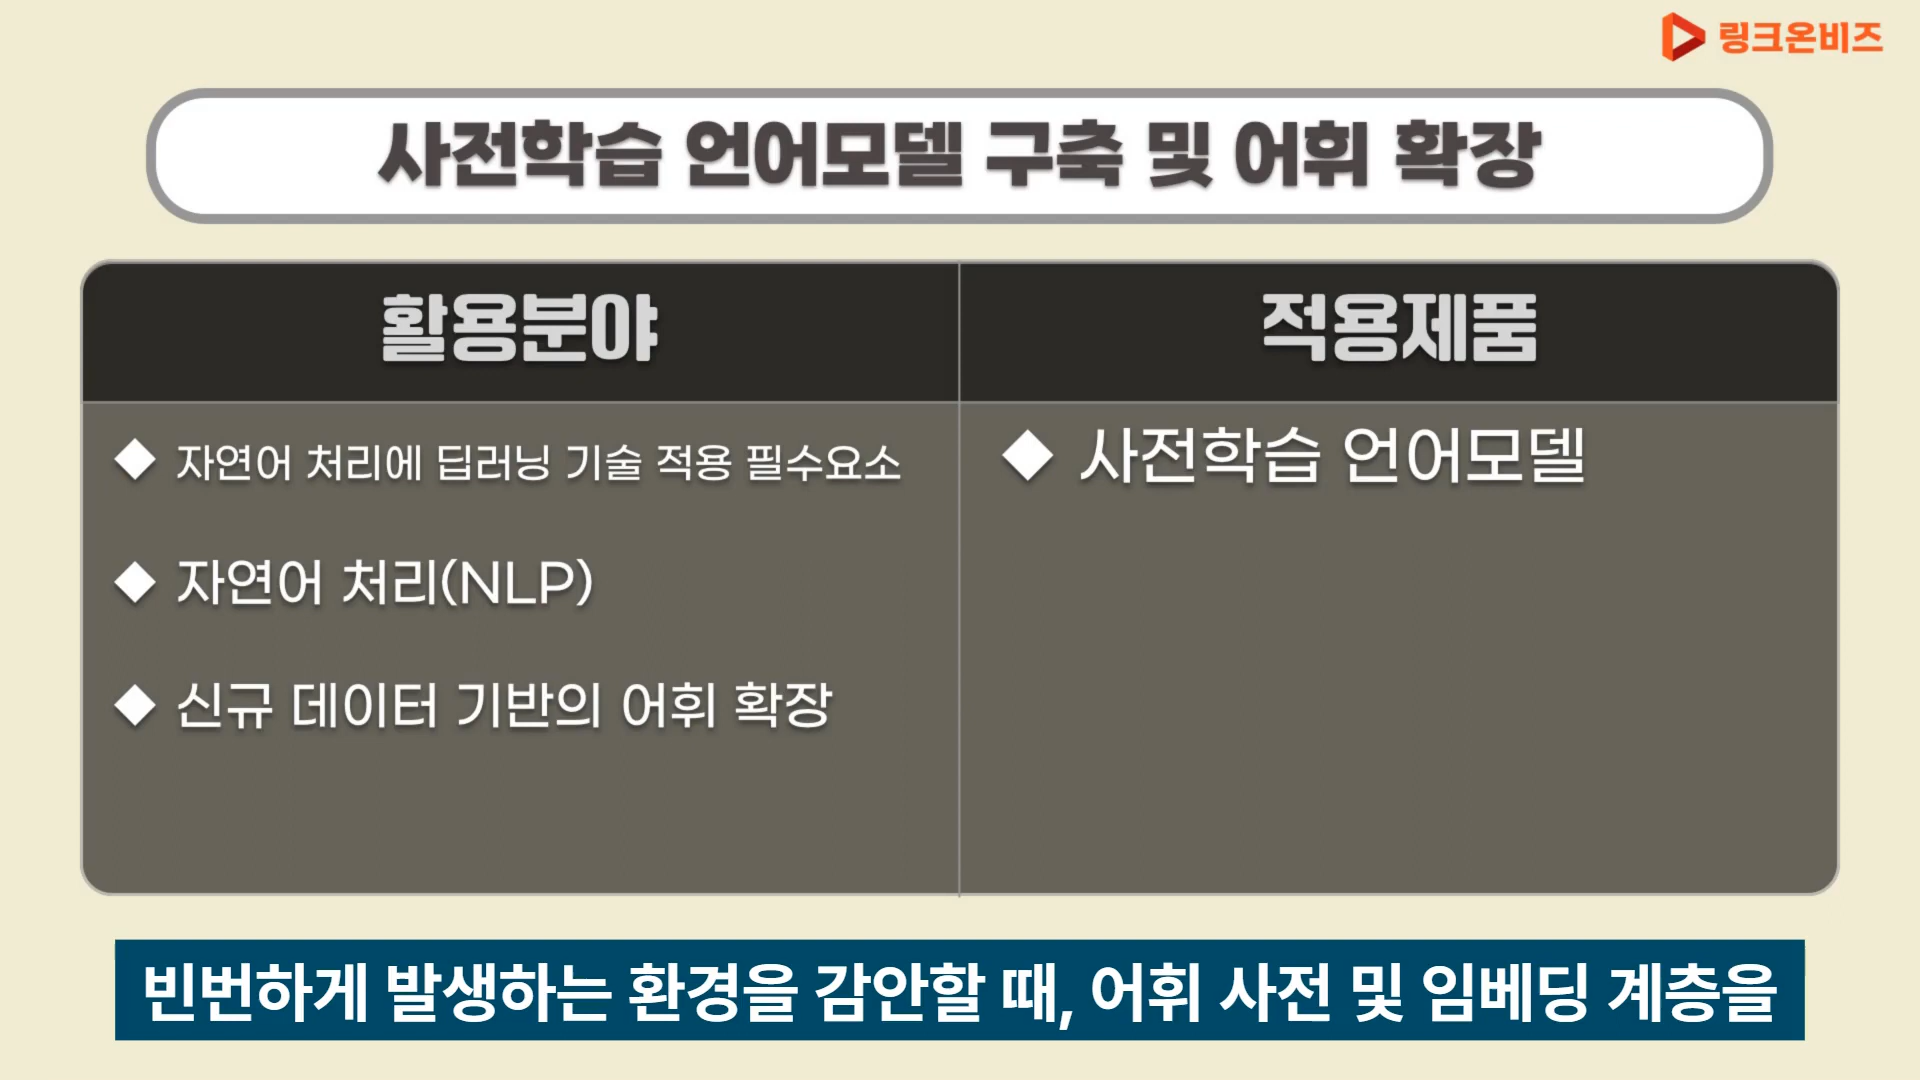 링크온비즈
사전학습 언어모델 구축 및 어휘 확장
활용분야
적용제품
◆ 자연어 처리에 딥러닝 기술 적용 필수요소
◆ 자연어 처리(NLP)
◆ 신규 데이터 기반의 어휘 확장
◆ 사전학습 언어모델
빈번하게 발생하는 환경을 감안할 때, 어휘 사전 및 임베딩 계층을